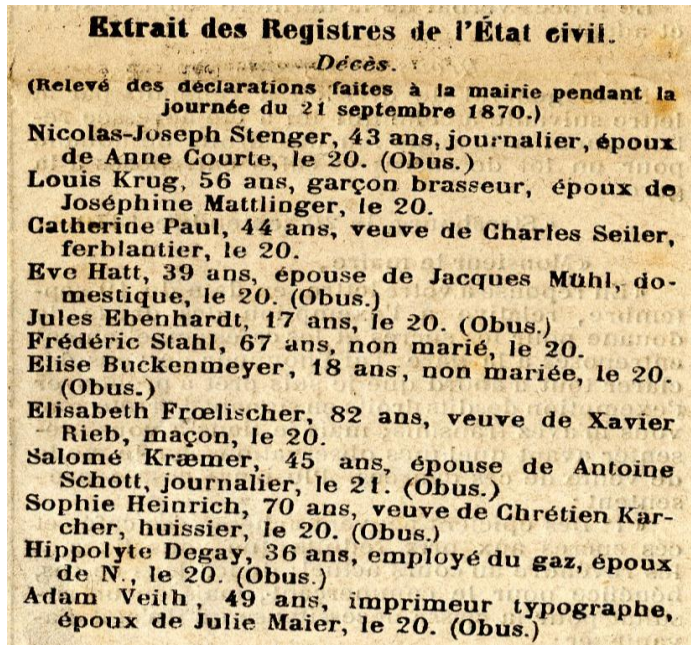 Extrait des Registres de l'État civil.
Décès.
(Relevé des déclarations faites à la mairie pendant la
journée du 21 septembre 1870.)
Nicolas-Joseph Stenger, 43 ans, journalier, époux
de Anne Courte, le 20. (Obus.)
Louis Krug, 56 ans, garçon brasseur, époux de
Joséphine Mattlinger, le 20.
Catherine Paul, 44 ans, veuve de Charles Seiler,
ferblantier, le 20.
Eve Hatt, 39 ans, épouse de Jacques Mühl, do-
mestique, le 20. (Obus.)
Jules Ebenhardt, 17 ans, le 20. (Obus.)
Frédéric Stahl, 67 ans, non marié, le 20.
Elise Buckenmeyer, 18 ans, non mariée, le 20.
(Obus.)
Elisabeth Frœlischer, 82 ans, veuve de Xavier
Rieb, maçon, le 20.
Salomé Kræmer, 45 ans, épouse de Antoine
Schott, journalier, le 21. (Obus.)
Sophie Heinrich, 70 ans, veuve de Chrétien Kar-
cher, huissier, le 20. (Obus.)
Hippolyte Degay, 36 ans, employé du gaz, époux
de N., le 20. (Obus.)
Adam Veith, 49 ans, imprimeur typographe,
époux de Julie Maier, le 20. (Obus.)